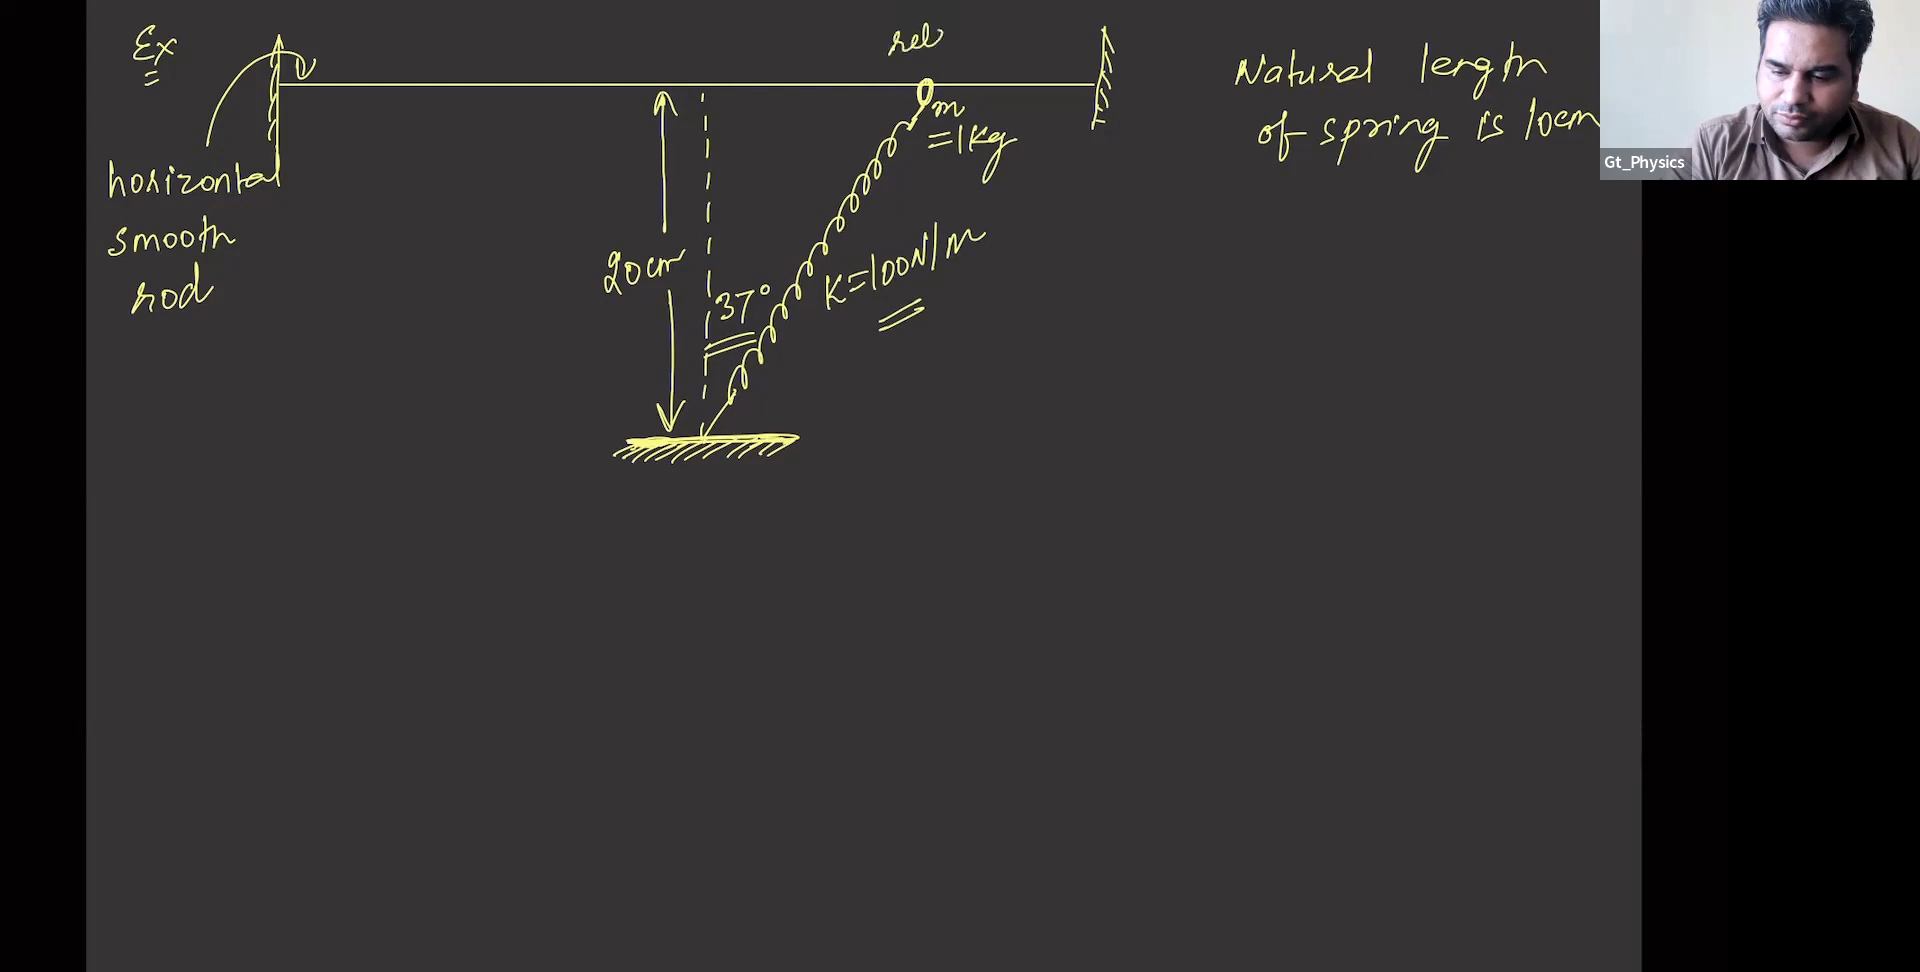 Ex
rel
m
=1kg
Natural length
of spring is 10cm
Gt_Physics
horizontal
smooth
rod
20cm
37°
K=100N/m